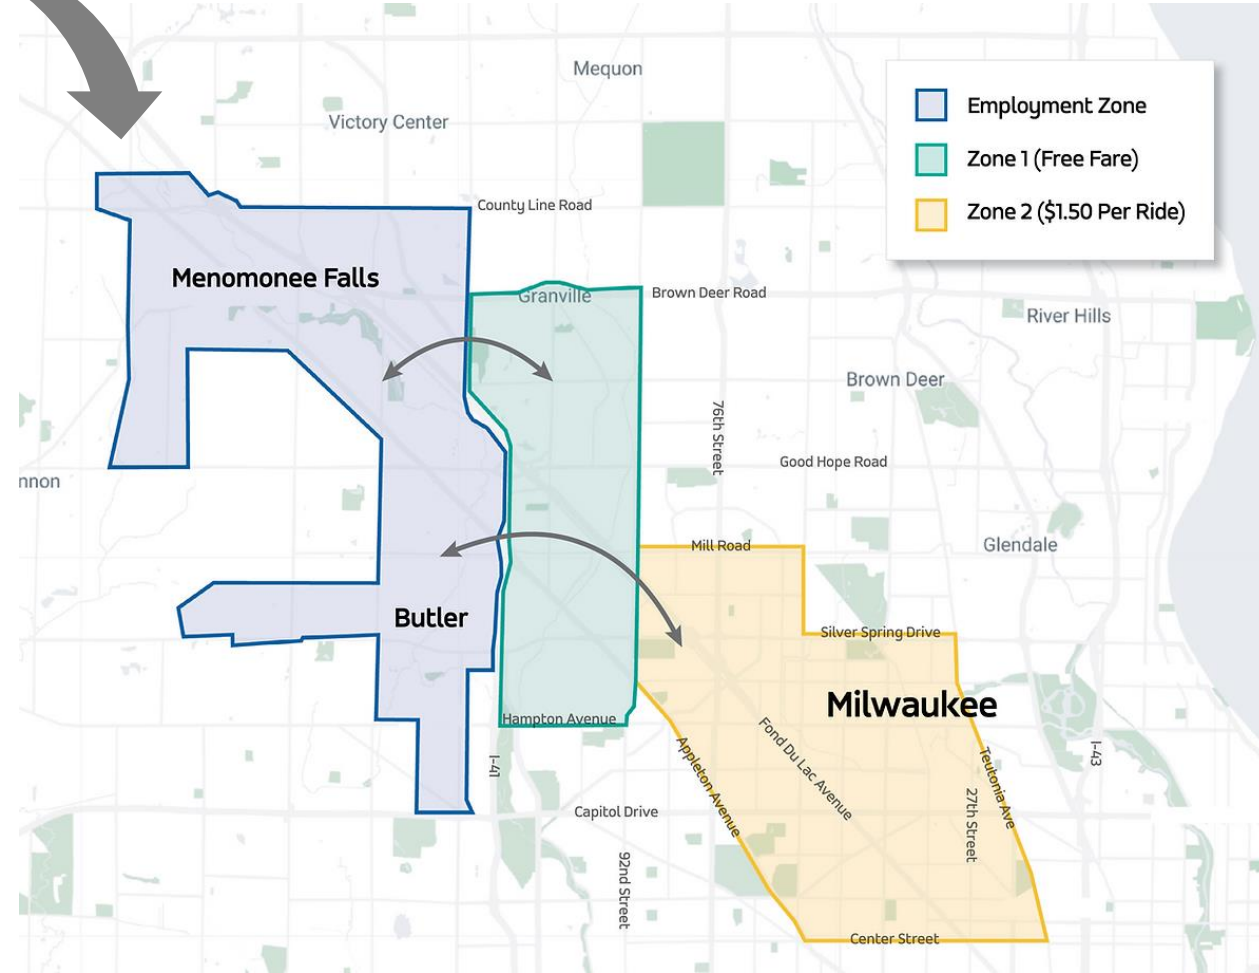 Mequon
Victory Center
Employment Zone
Zone 1 (Free Fare)
Zone 2 ($1.50 Per Ride)
County Line Road
Menomonee Falls
Granville
Brown Deer Road
River Hills
Brown Deer
76th Street
Good Hope Road
nnon
Mill Road
Glendale
Butler
Silver Spring Drive
Milwaukee
Hampton Avenue
Fond Du Lac Avenue
Appleton Avenue
Teutonia Ave
I-41
I-43
27th Street
Capitol Drive
92nd Street
Center Street